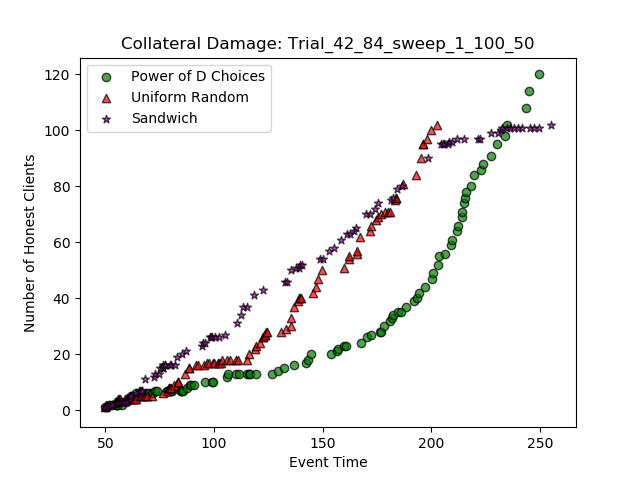 Collateral Damage: Trial_42_84_sweep_1_100_50
Power of D Choices
Uniform Random
Sandwich
120
100
80
60
40
20
0
Number of Honest Clients
50 100 150 200 250
Event Time